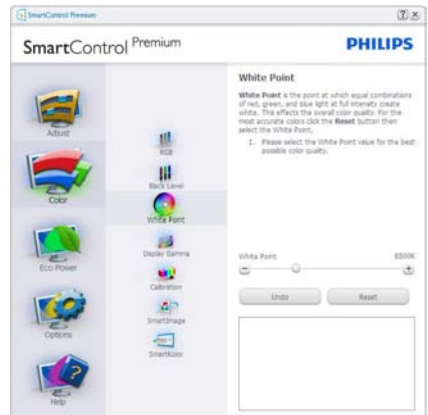 SmartControl Premium
SmartControl Premium
PHILIPS
Adjust
Color
Eco Power
Options
Help
RGB
Black Level
White Point
Display Gamma
Calibration
SmartImage
SmartKolor
White Point
White Point is the point at which equal combinations
of red, green, and blue light at full intensity create
white. This effects the overall color quality. For the
most accurate colors click the Reset button then
select the White Point.
1. Please select the White Point value for the best
possible color quality.
White Point 6500K
Undo Reset